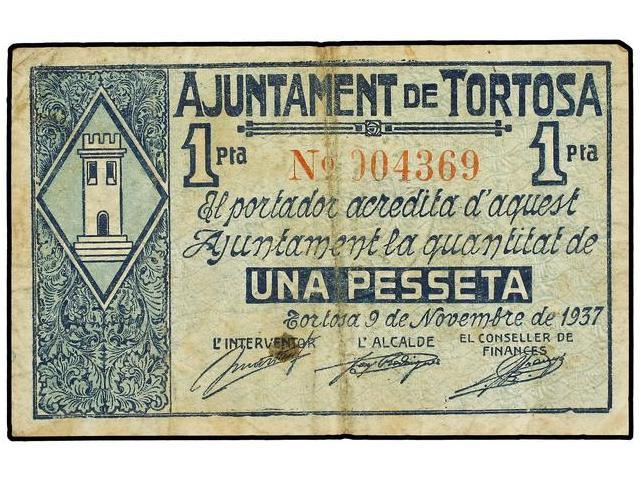 AJUNTAMENT DE TORTOSA
1 Pta 1 Pta
Nº 004369
El portador acredita d'aquest
Ajuntament la quantitat de
UNA PESSETA
Tortosa 9 de Novembre de 1937
L'INTERVENTOR L'ALCALDE EL CONSELLER DE
FINANCES